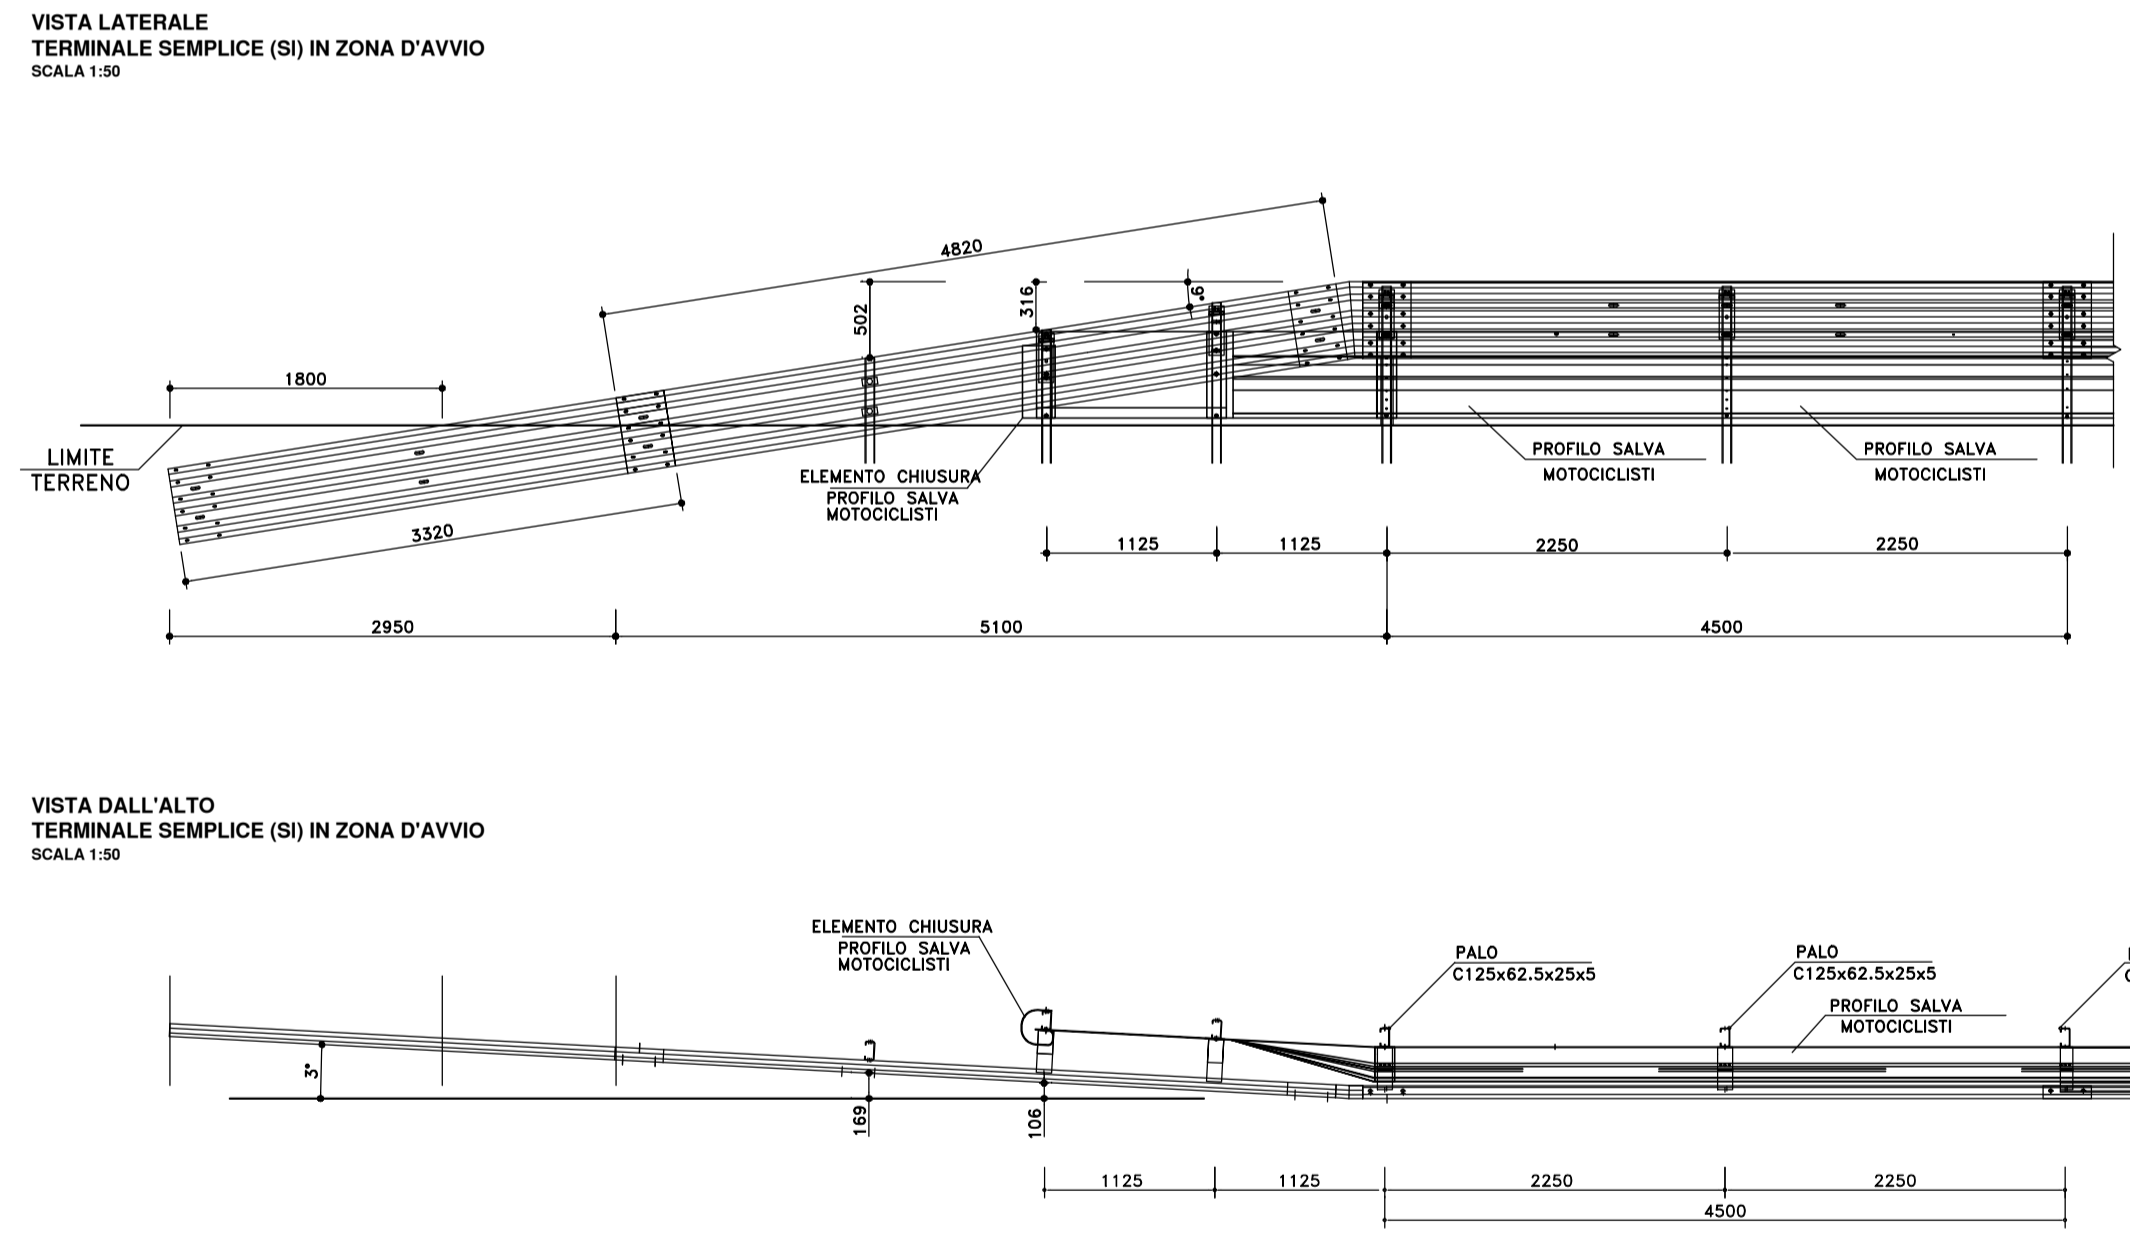 VISTA LATERALE
TERMINALE SEMPLICE (SI) IN ZONA D'AVVIO
SCALA 1:50
4820
502
316
9°
1800
LIMITE
TERRENO
3320
ELEMENTO CHIUSURA
PROFILO SALVA
MOTOCICLISTI
PROFILO SALVA
MOTOCICLISTI
PROFILO SALVA
MOTOCICLISTI
1125
1125
2250
2250
2950
5100
4500
VISTA DALL'ALTO
TERMINALE SEMPLICE (SI) IN ZONA D'AVVIO
SCALA 1:50
ELEMENTO CHIUSURA
PROFILO SALVA
MOTOCICLISTI
PALO
C125x62.5x25x5
PALO
C125x62.5x25x5
PROFILO SALVA
MOTOCICLISTI
3°
169
106
1125
1125
2250
2250
4500